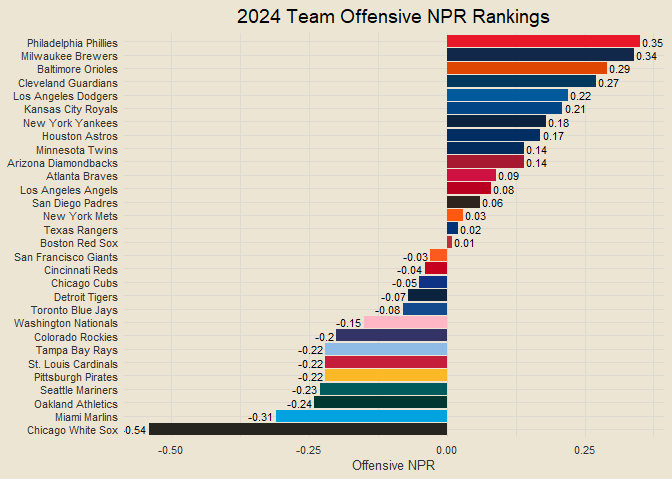 2024 Team Offensive NPR Rankings
Philadelphia Phillies 0.35
Milwaukee Brewers 0.34
Baltimore Orioles 0.29
Cleveland Guardians 0.27
Los Angeles Dodgers 0.22
Kansas City Royals 0.21
New York Yankees 0.18
Houston Astros 0.17
Minnesota Twins 0.14
Arizona Diamondbacks 0.14
Atlanta Braves 0.09
Los Angeles Angels 0.08
San Diego Padres 0.06
New York Mets 0.03
Texas Rangers 0.02
Boston Red Sox 0.01
San Francisco Giants -0.03
Cincinnati Reds -0.04
Chicago Cubs -0.05
Detroit Tigers -0.07
Toronto Blue Jays -0.08
Washington Nationals -0.15
Colorado Rockies -0.2
Tampa Bay Rays -0.22
St. Louis Cardinals -0.22
Pittsburgh Pirates -0.22
Seattle Mariners -0.23
Oakland Athletics -0.24
Miami Marlins -0.31
Chicago White Sox -0.54
-0.50 -0.25 0.00 0.25
Offensive NPR